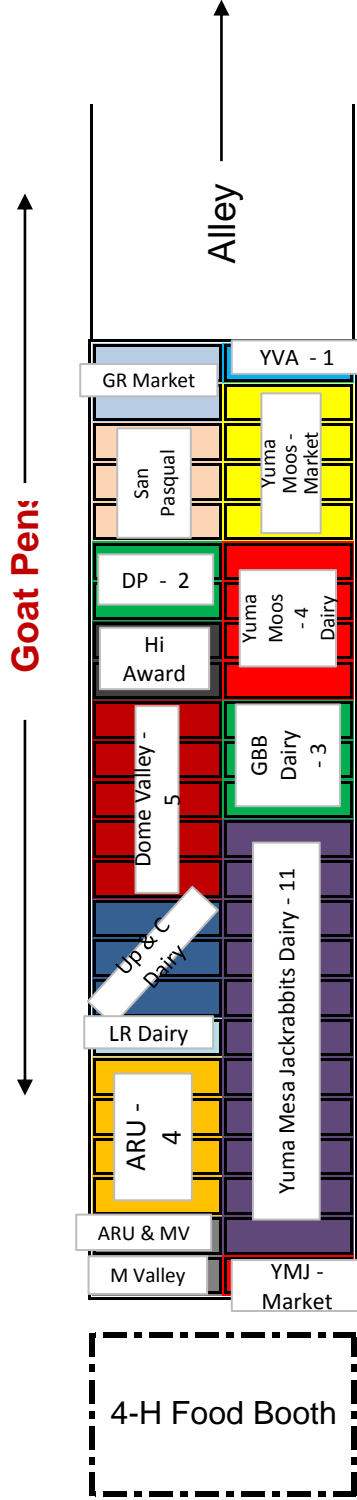 Alley
Goat Pens
GR Market
YVA - 1
San
Pasqual
Yuma
Moos -
Market
DP - 2
Yuma
Moos
- 4
Dairy
Hi
Award
Dome Valley -
5
GBB
Dairy
- 3
Up & C
Dairy
Yuma Mesa Jackrabbits Dairy - 11
LR Dairy
ARU -
4
ARU & MV
M Valley
YMJ -
Market
4-H Food Booth